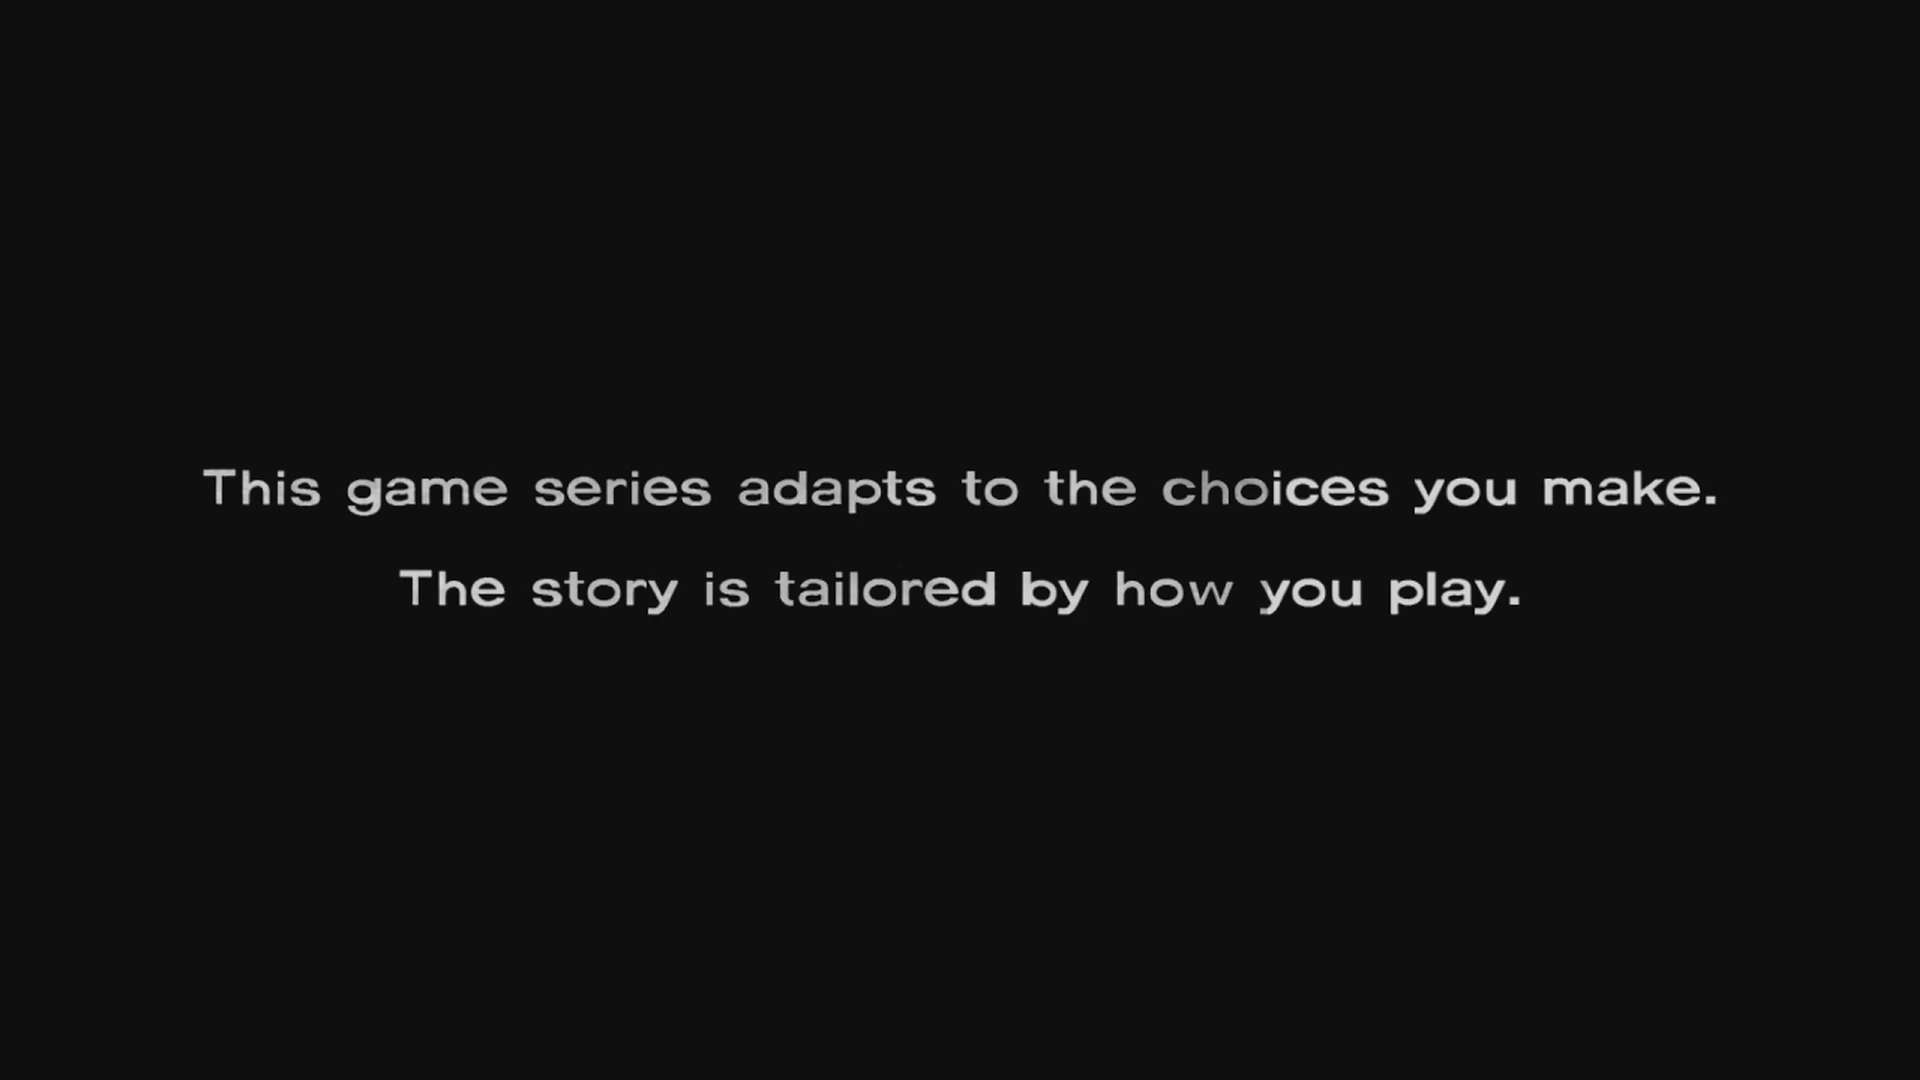 This game series adapts to the choices you make.
The story is tailored by how you play.